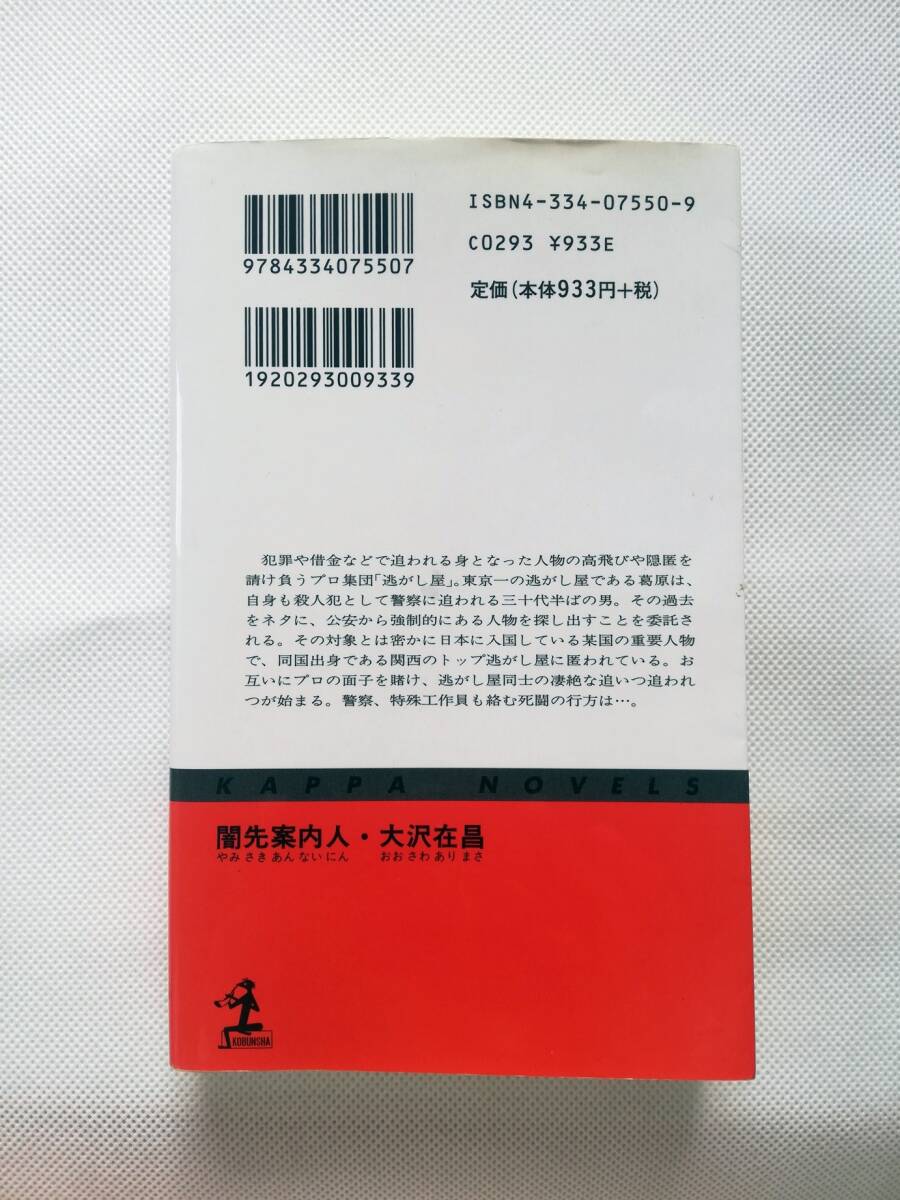 ISBN4-334-07550-9
C0293 ¥933E
定価(本体933円+税)
9784334075507
1920293009339
犯罪や借金などで追われる身となった人物の高飛びや隠匿を
請け負うプロ集団「逃がし屋」。東京一の逃がし屋である葛原は、
自身も殺人犯として警察に追われる三十代半ばの男。その過去
をネタに、公安から強制的にある人物を探し出すことを委託さ
れる。その対象とは密かに日本に入国している某国の重要人物
で、同国出身である関西のトップ逃がし屋に匿われている。お
互いにプロの面子を賭け、逃がし屋同士の凄絶な追いつ追われ
つが始まる。警察、特殊工作員も絡む死闘の行方は…。
KAPPA NOVELS
闇先案内人・大沢在昌
やみさきあんないにん おおさわありまさ
KOBUNSHA